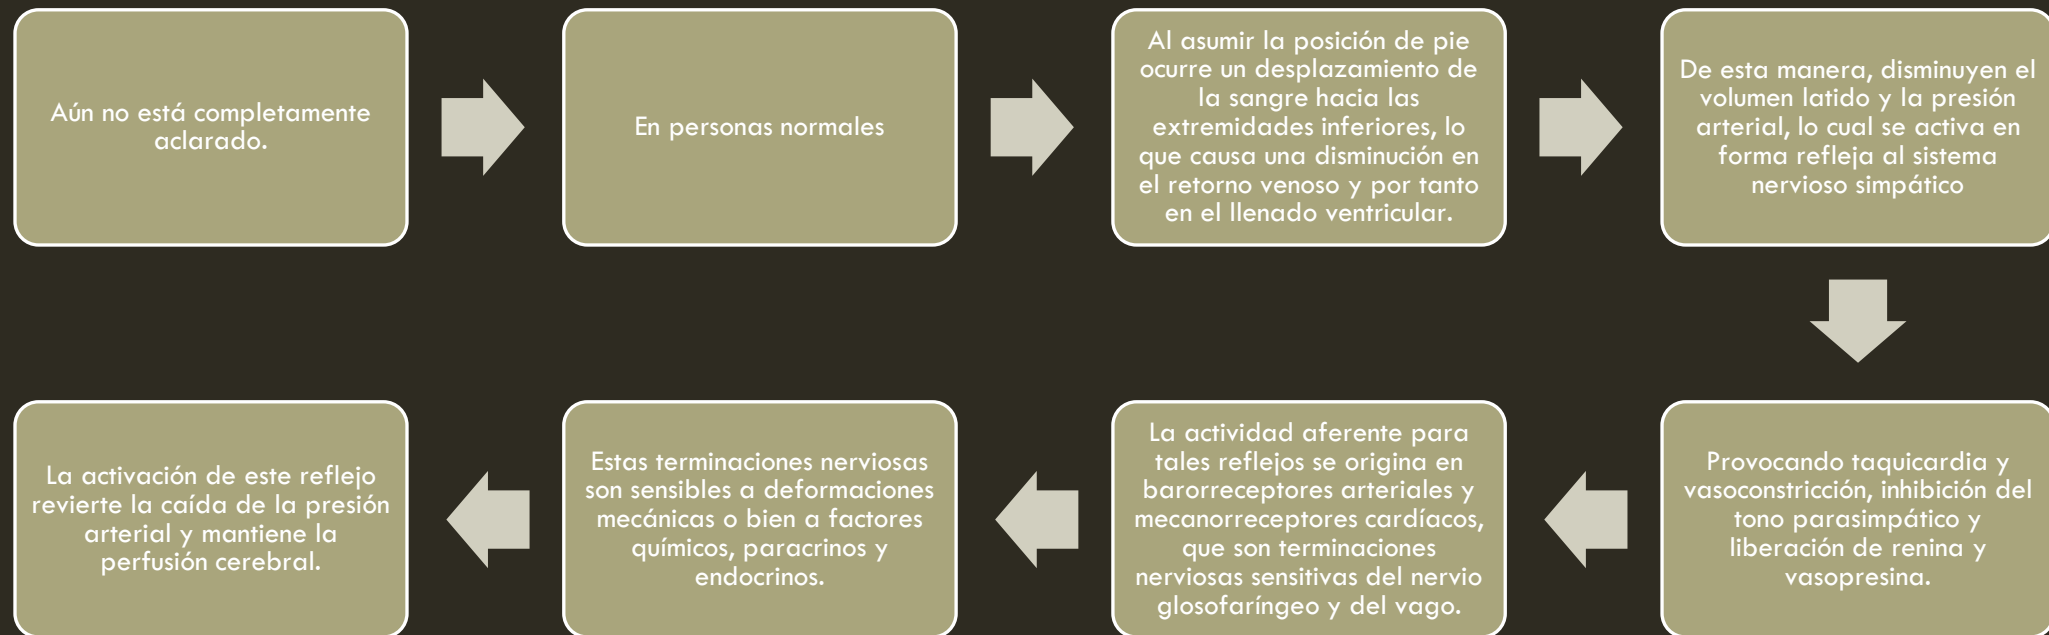 Aún no está completamente
aclarado.
En personas normales
Al asumir la posición de pie
ocurre un desplazamiento de
la sangre hacia las
extremidades inferiores, lo
que causa una disminución en
el retorno venoso y por tanto
en el llenado ventricular.
De esta manera, disminuyen el
volumen latido y la presión
arterial, lo cual se activa en
forma refleja al sistema
nervioso simpático
Provocando taquicardia y
vasoconstricción, inhibición del
tono parasimpático y
liberación de renina y
vasopresina.
La actividad aferente para
tales reflejos se origina en
barorreceptores arteriales y
mecanorreceptores cardíacos,
que son terminaciones
nerviosas sensitivas del nervio
glosofaríngeo y del vago.
Estas terminaciones nerviosas
son sensibles a deformaciones
mecánicas o bien a factores
químicos, paracrinos y
endocrinos.
La activación de este reflejo
revierte la caída de la presión
arterial y mantiene la
perfusión cerebral.